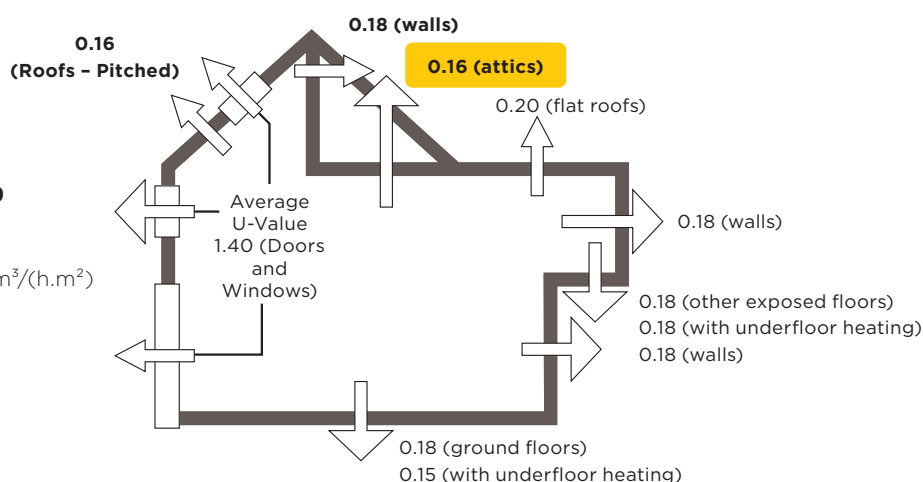 0.18 (walls)
0.16
(Roofs – Pitched)
0.16 (attics)
0.20 (flat roofs)
Average
U-Value
1.40 (Doors
and
Windows)
0.18 (walls)
m³/(h.m²)
0.18 (other exposed floors)
0.18 (with underfloor heating)
0.18 (walls)
0.18 (ground floors)
0.15 (with underfloor heating)